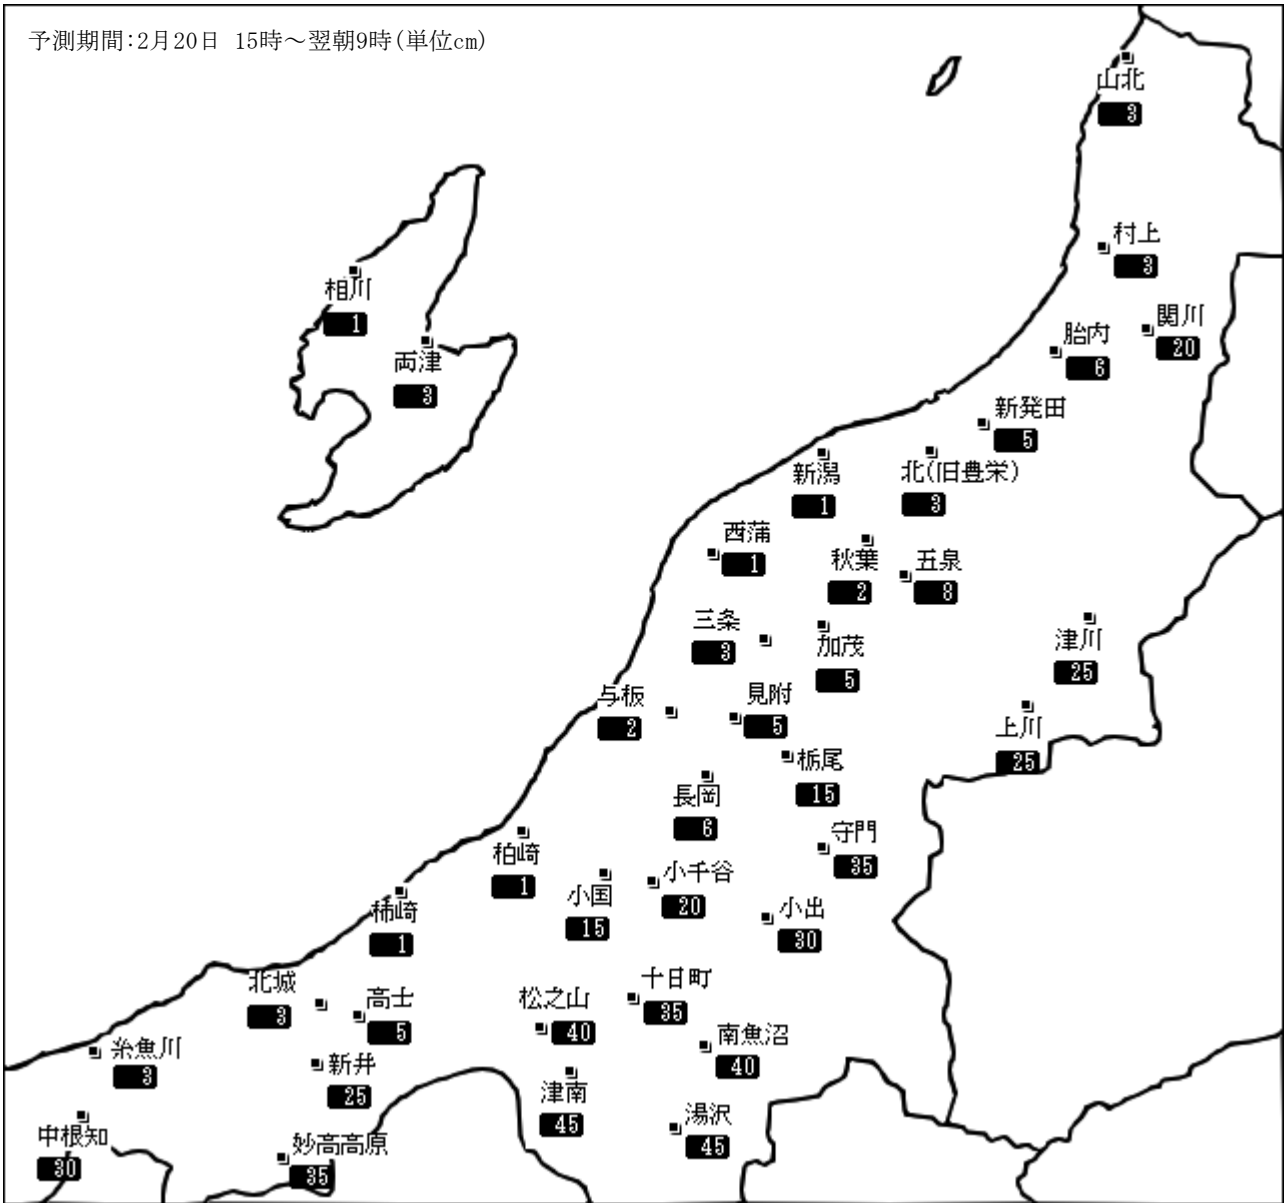 予測期間:2月20日 15時～翌朝9時(単位cm)
山北
3
村上
3
相川
1
関川
20
胎内
6
両津
3
新発田
5
新潟
1
北(旧豊栄)
3
西蒲
1
秋葉
2
五泉
8
三条
3
加茂
5
津川
25
与板
2
見附
5
上川
25
栃尾
15
長岡
6
守門
35
柏崎
1
小国
15
小千谷
20
小出
30
柿崎
1
北城
3
高士
5
松之山
40
十日町
35
南魚沼
40
糸魚川
3
新井
25
津南
45
湯沢
45
中根知
30
妙高高原
35